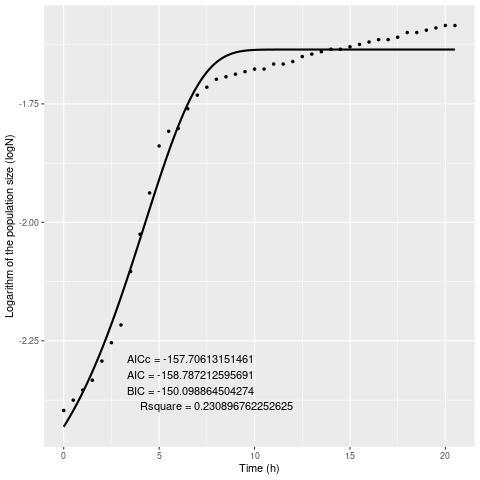 -1.75
-2.00
-2.25
Logarithm of the population size (logN)
AICc = -157.70613151461
AIC = -158.787212595691
BIC = -150.098864504274
Rsquare = 0.230896762252625
0 5 10 15 20
Time (h)